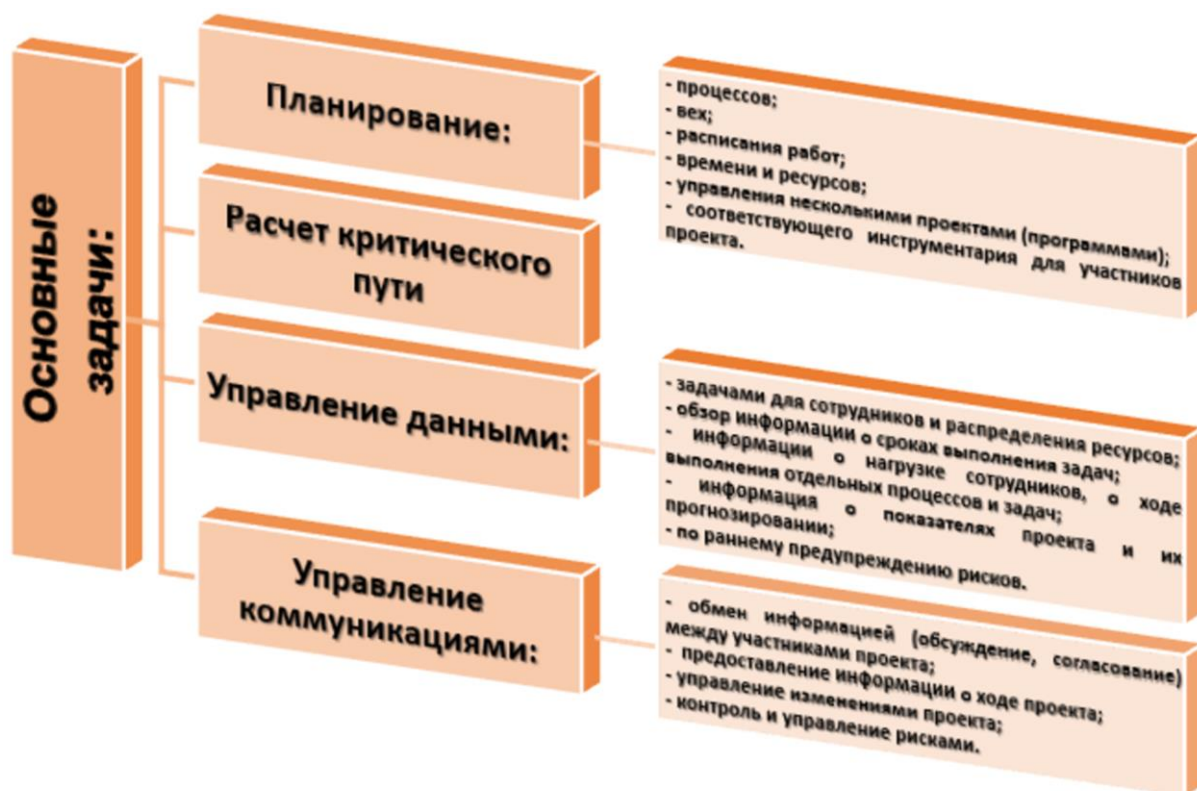 Основные
задачи:
Планирование:
- процессов;
- вех;
- расписания работ;
- времени и ресурсов;
- управления несколькими проектами (программами);
- соответствующего инструментария для участников
проекта.
Расчет критического
пути
Управление данными:
- задачами для сотрудников и распределения ресурсов;
- обзор информации о сроках выполнения задач;
- информации о нагрузке сотрудников, о ходе
выполнения отдельных процессов и задач;
- информация о показателях проекта и их
прогнозировании;
- по раннему предупреждению рисков.
Управление
коммуникациями:
- обмен информацией (обсуждение, согласование)
между участниками проекта;
- предоставление информации о ходе проекта;
- управление изменениями проекта;
- контроль и управление рисками.